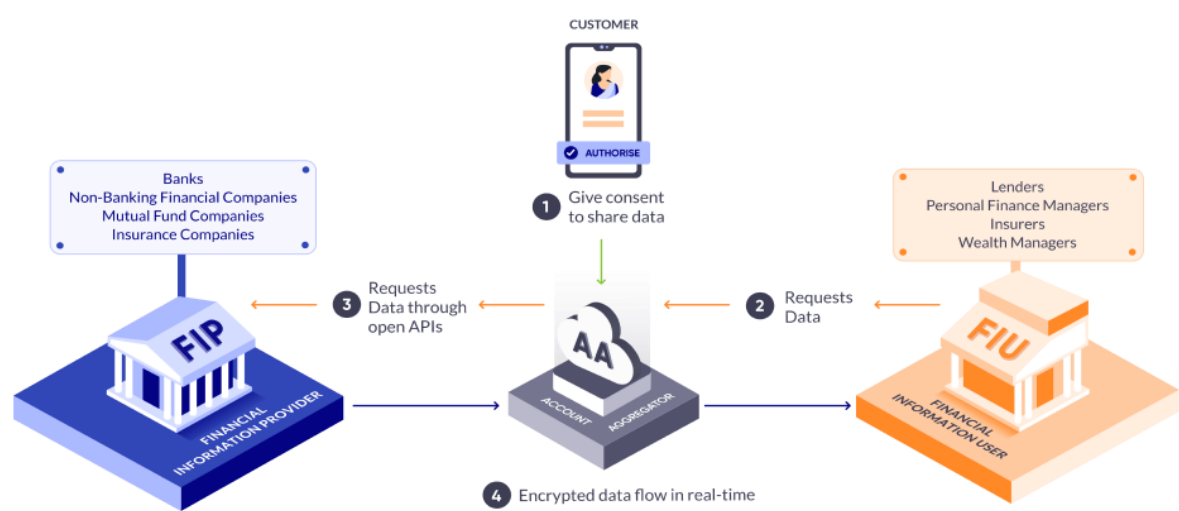 CUSTOMER
AUTHORISE
1
Give consent
to share data
Banks
Non-Banking Financial Companies
Mutual Fund Companies
Insurance Companies
Lenders
Personal Finance Managers
Insurers
Wealth Managers
3
Requests
Data through
open APIs
2
Requests
Data
FIP
FINANCIAL
INFORMATION PROVIDER
AA
ACCOUNT AGGREGATOR
FIU
FINANCIAL
INFORMATION USER
4 Encrypted data flow in real-time